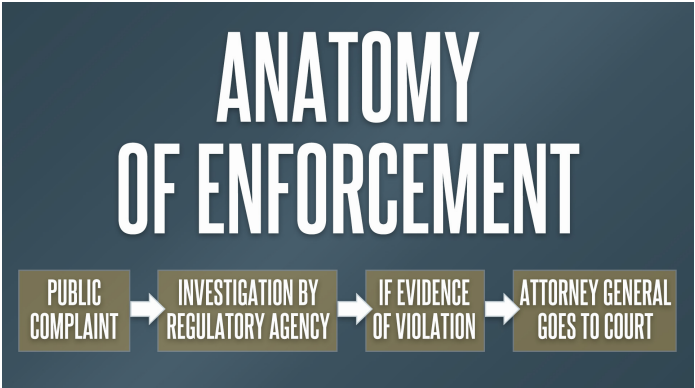 ANATOMY
OF ENFORCEMENT
PUBLIC
COMPLAINT
INVESTIGATION BY
REGULATORY AGENCY
IF EVIDENCE
OF VIOLATION
ATTORNEY GENERAL
GOES TO COURT